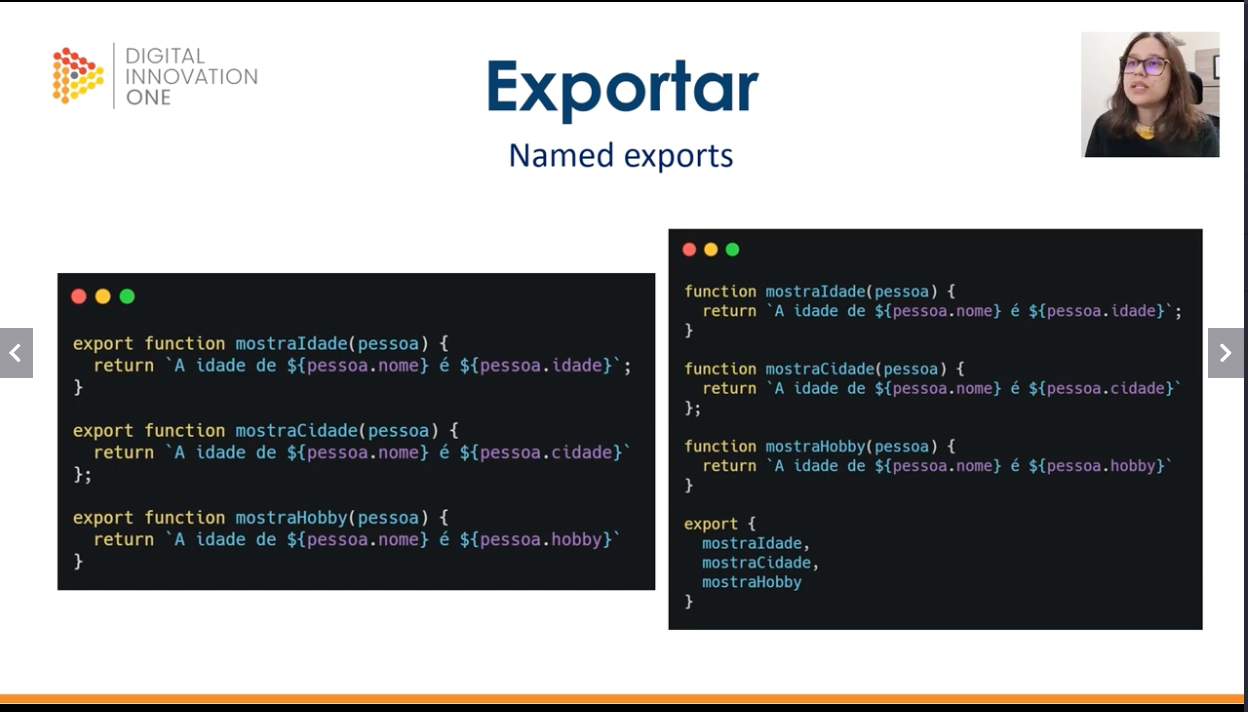 DIGITAL
INNOVATION
ONE
Exportar
Named exports
export function mostraIdade(pessoa) {
  return `A idade de ${pessoa.nome} é ${pessoa.idade}`;
}
export function mostraCidade(pessoa) {
  return `A idade de ${pessoa.nome} é ${pessoa.cidade}`
};
export function mostraHobby(pessoa) {
  return `A idade de ${pessoa.nome} é ${pessoa.hobby}`
}
function mostraIdade(pessoa) {
  return `A idade de ${pessoa.nome} é ${pessoa.idade}`;
}
function mostraCidade(pessoa) {
  return `A idade de ${pessoa.nome} é ${pessoa.cidade}`
};
function mostraHobby(pessoa) {
  return `A idade de ${pessoa.nome} é ${pessoa.hobby}`
}
export {
  mostraIdade,
  mostraCidade,
  mostraHobby
}